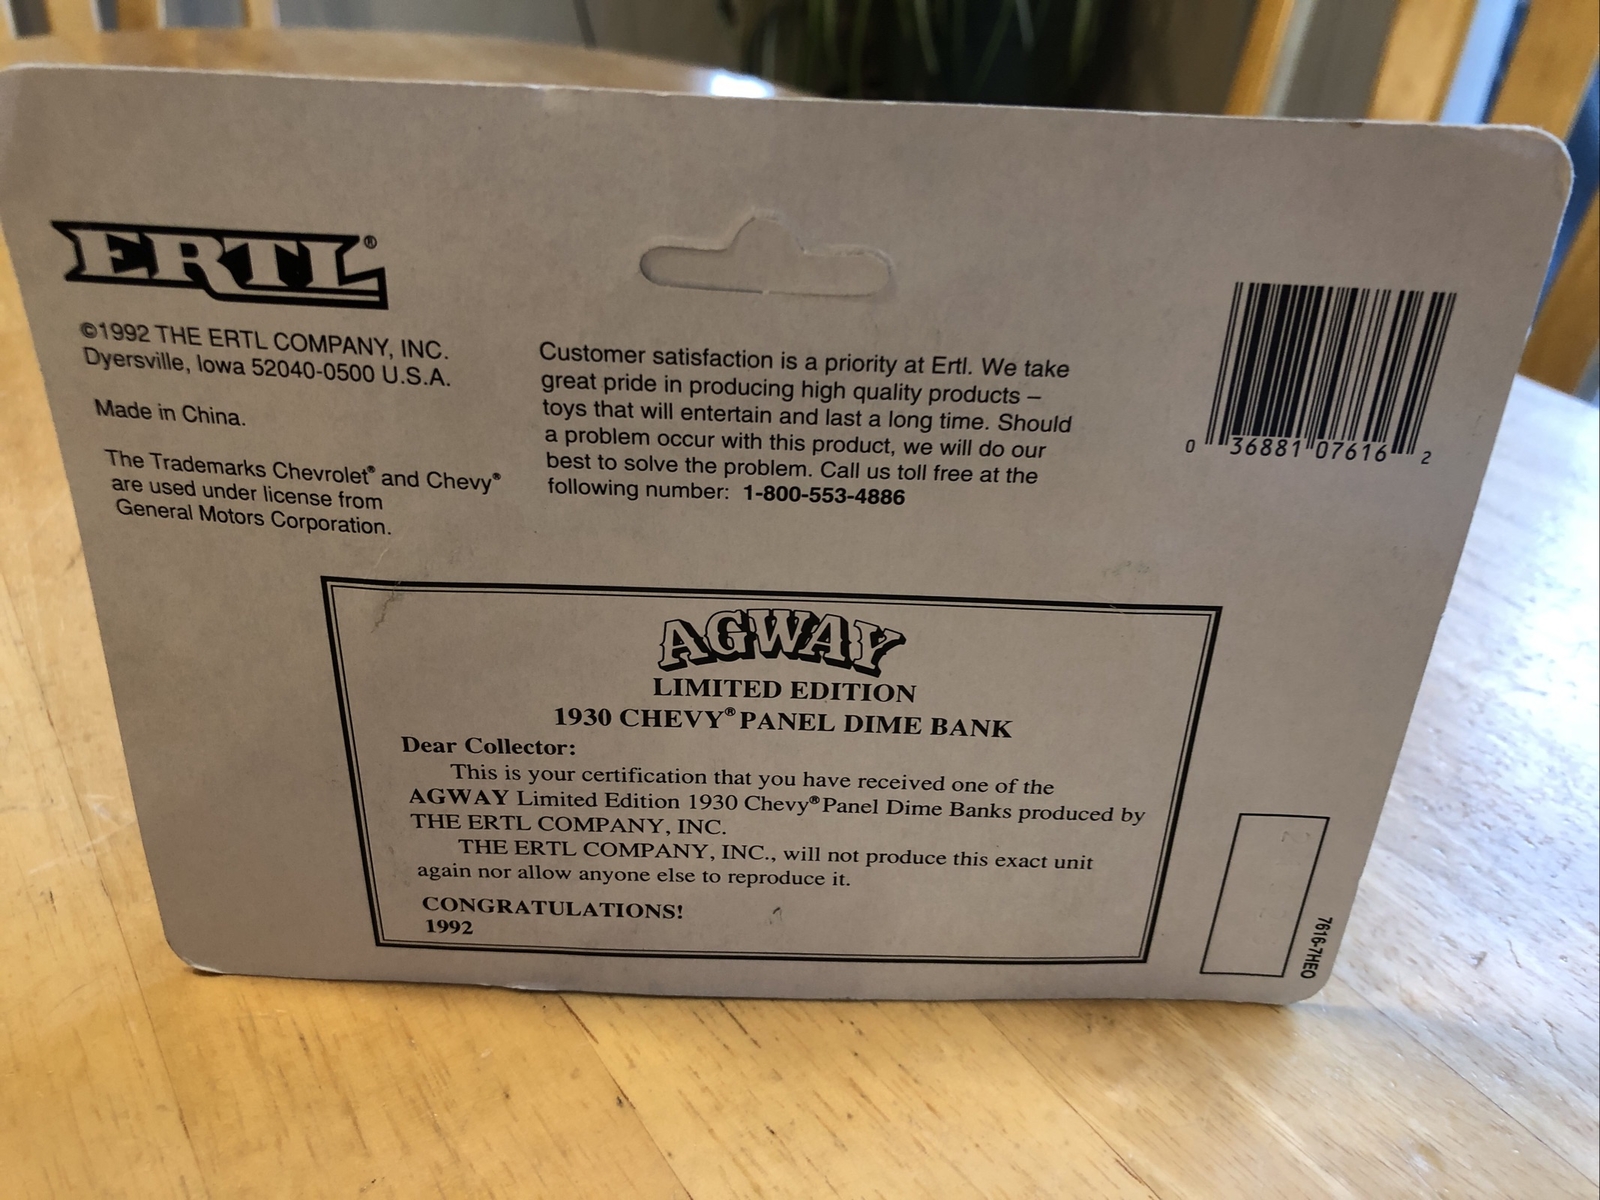 ERTL®
©1992 THE ERTL COMPANY, INC.
Dyersville, Iowa 52040-0500 U.S.A.
Made in China.
The Trademarks Chevrolet® and Chevy®
are used under license from
General Motors Corporation.
Customer satisfaction is a priority at Ertl. We take
great pride in producing high quality products –
toys that will entertain and last a long time. Should
a problem occur with this product, we will do our
best to solve the problem. Call us toll free at the
following number: 1-800-553-4886
0 36881 07616 2
AGWAY
LIMITED EDITION
1930 CHEVY® PANEL DIME BANK
Dear Collector:
This is your certification that you have received one of the
AGWAY Limited Edition 1930 Chevy® Panel Dime Banks produced by
THE ERTL COMPANY, INC.
THE ERTL COMPANY, INC., will not produce this exact unit
again nor allow anyone else to reproduce it.
CONGRATULATIONS!
1992
7616-7HEO